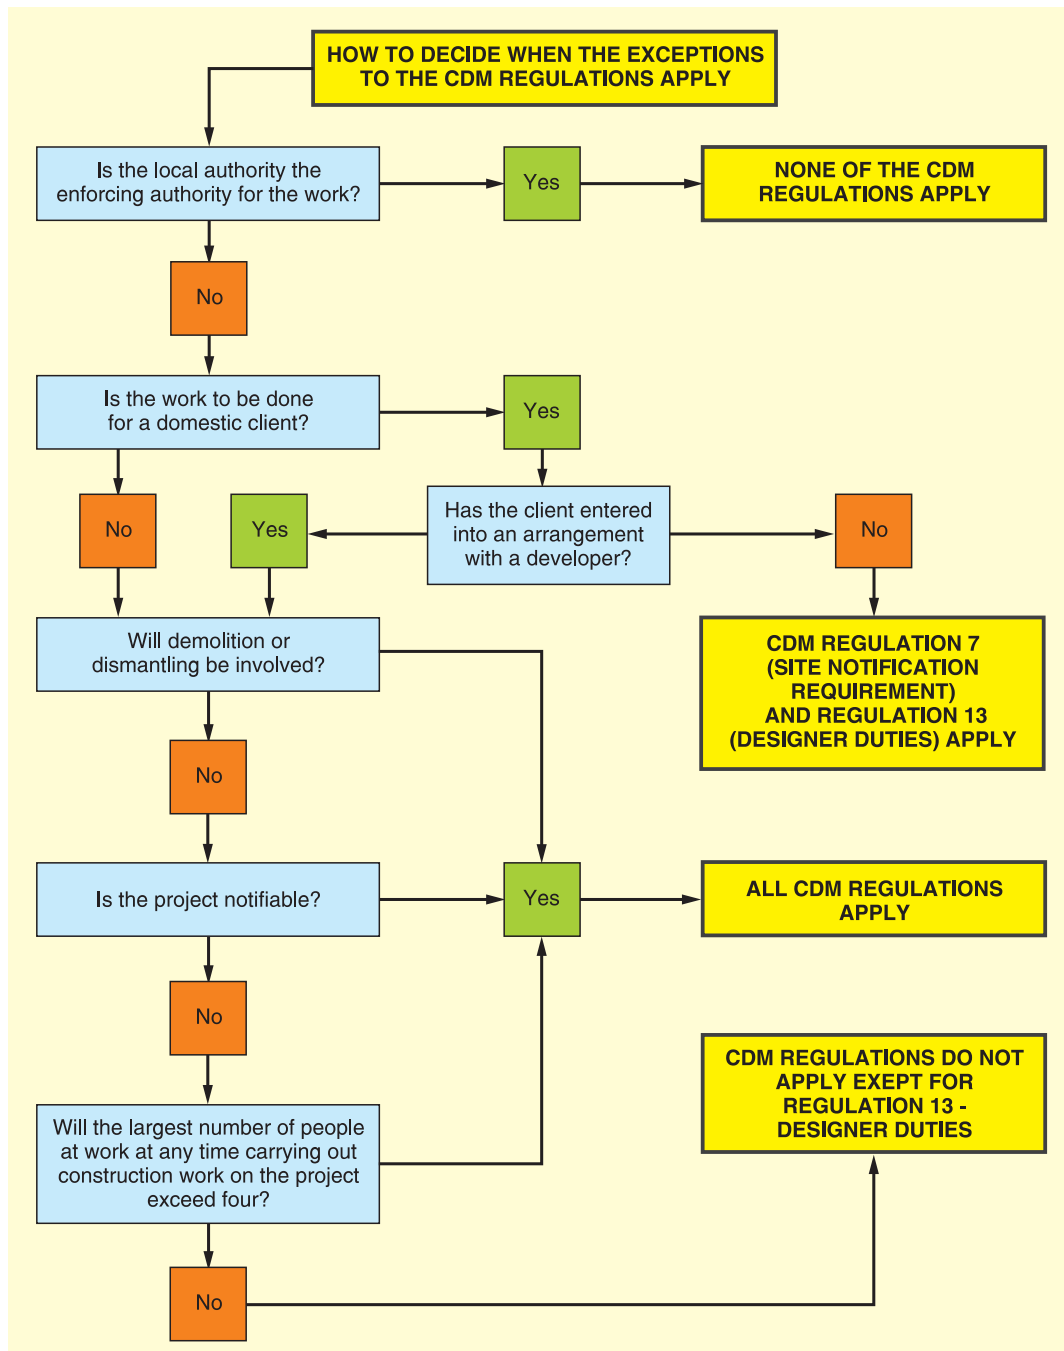 HOW TO DECIDE WHEN THE EXCEPTIONS
TO THE CDM REGULATIONS APPLY
Is the local authority the
enforcing authority for the work?
Yes
NONE OF THE CDM
REGULATIONS APPLY
No
Is the work to be done
for a domestic client?
Yes
No
Yes
Has the client entered
into an arrangement
with a developer?
No
Will demolition or
dismantling be involved?
CDM REGULATION 7
(SITE NOTIFICATION
REQUIREMENT)
AND REGULATION 13
(DESIGNER DUTIES) APPLY
No
Is the project notifiable?
Yes
ALL CDM REGULATIONS
APPLY
No
CDM REGULATIONS DO NOT
APPLY EXEPT FOR
REGULATION 13 -
DESIGNER DUTIES
Will the largest number of people
at work at any time carrying out
construction work on the project
exceed four?
No